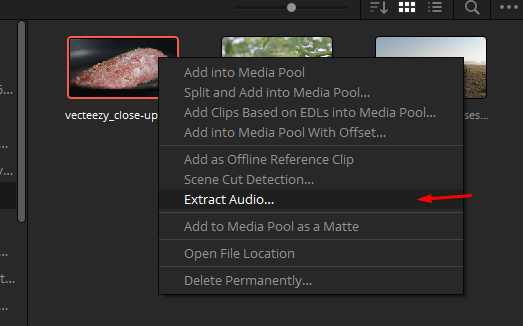 6...
y...
...
...
...
vecteezy_close-up
ses...
Add into Media Pool
Split and Add into Media Pool...
Add Clips Based on EDLs into Media Pool...
Add into Media Pool With Offset...
Add as Offline Reference Clip
Scene Cut Detection...
Extract Audio...
Add to Media Pool as a Matte
Open File Location
Delete Permanently...